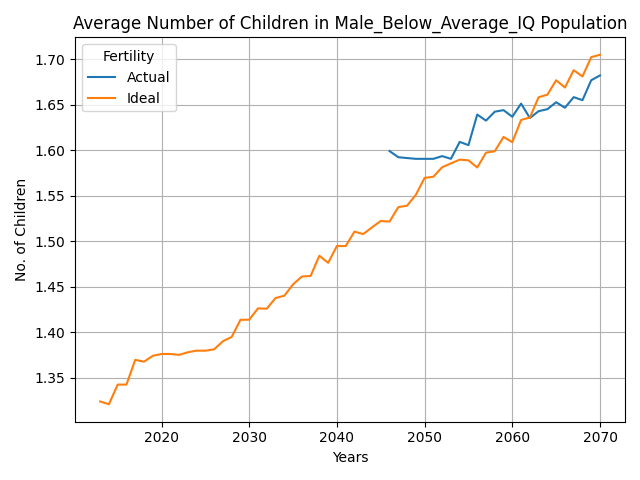 Average Number of Children in Male_Below_Average_IQ Population
Fertility
Actual
Ideal
No. of Children
1.70
1.65
1.60
1.55
1.50
1.45
1.40
1.35
2020 2030 2040 2050 2060 2070
Years